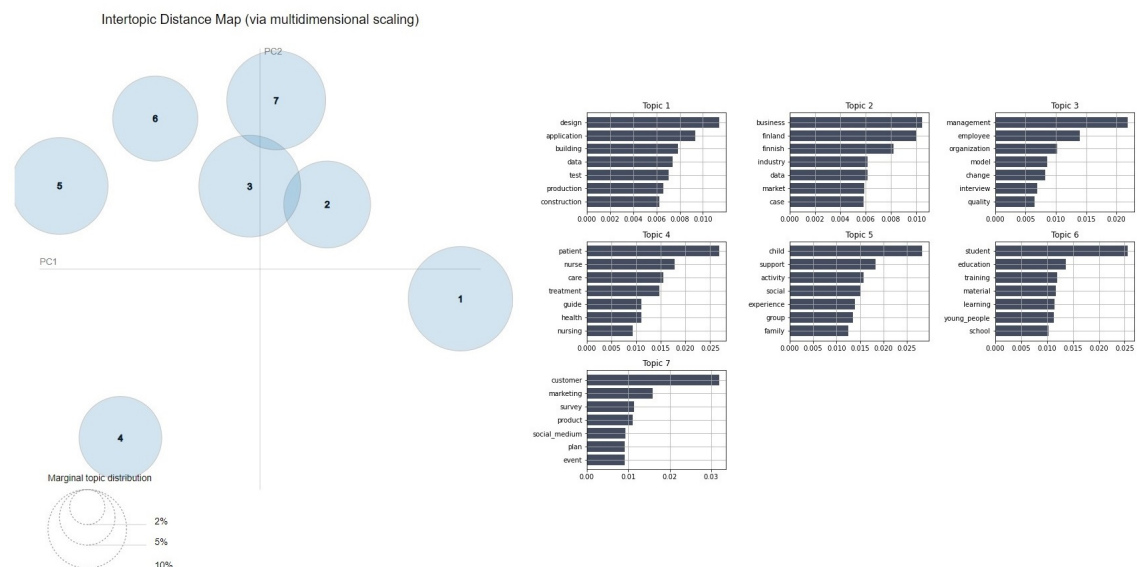 Intertopic Distance Map (via multidimensional scaling)
PC2
7
6
5
3
2
PC1
1
4
Marginal topic distribution
2%
5%
10%
Topic 1
design
application
building
data
test
production
construction
0.000 0.002 0.004 0.006 0.008 0.010
Topic 2
business
finland
finnish
industry
data
market
case
0.000 0.002 0.004 0.006 0.008 0.010
Topic 3
management
employee
organization
model
change
interview
quality
0.000 0.005 0.010 0.015 0.020
Topic 4
patient
nurse
care
treatment
guide
health
nursing
0.000 0.005 0.010 0.015 0.020 0.025
Topic 5
child
support
activity
social
experience
group
family
0.000 0.005 0.010 0.015 0.020 0.025
Topic 6
student
education
training
material
learning
young_people
school
0.000 0.005 0.010 0.015 0.020 0.025
Topic 7
customer
marketing
survey
product
social_medium
plan
event
0.00 0.01 0.02 0.03